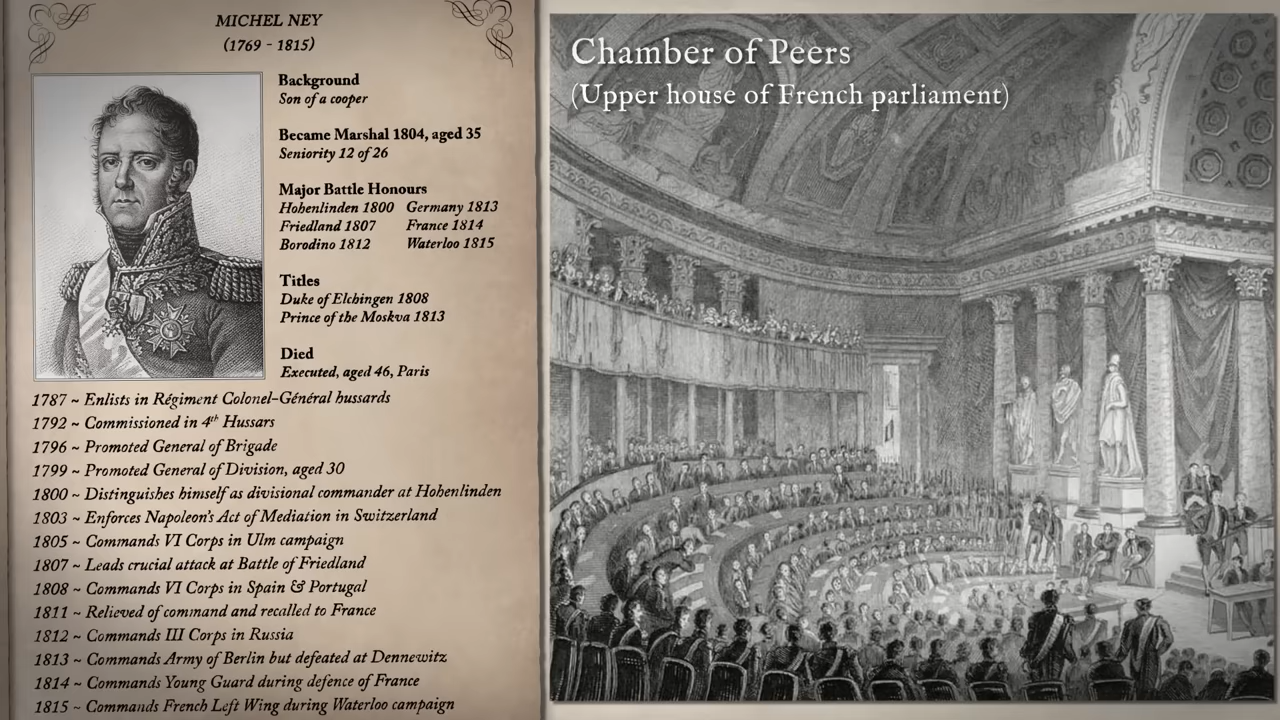 MICHEL NEY
(1769 - 1815)
Background
Son of a cooper
Became Marshal 1804, aged 35
Seniority 12 of 26
Major Battle Honours
Hohenlinden 1800 Germany 1813
Friedland 1807 France 1814
Borodino 1812 Waterloo 1815
Titles
Duke of Elchingen 1808
Prince of the Moskva 1813
Died
Executed, aged 46, Paris
1787 ~ Enlists in Régiment Colonel-Général hussards
1792 ~ Commissioned in 4th Hussars
1796 ~ Promoted General of Brigade
1799 ~ Promoted General of Division, aged 30
1800 ~ Distinguishes himself as divisional commander at Hohenlinden
1803 ~ Enforces Napoleon's Act of Mediation in Switzerland
1805 ~ Commands VI Corps in Ulm campaign
1807 ~ Leads crucial attack at Battle of Friedland
1808 ~ Commands VI Corps in Spain & Portugal
1811 ~ Relieved of command and recalled to France
1812 ~ Commands III Corps in Russia
1813 ~ Commands Army of Berlin but defeated at Dennewitz
1814 ~ Commands Young Guard during defence of France
1815 ~ Commands French Left Wing during Waterloo campaign
Chamber of Peers
(Upper house of French parliament)